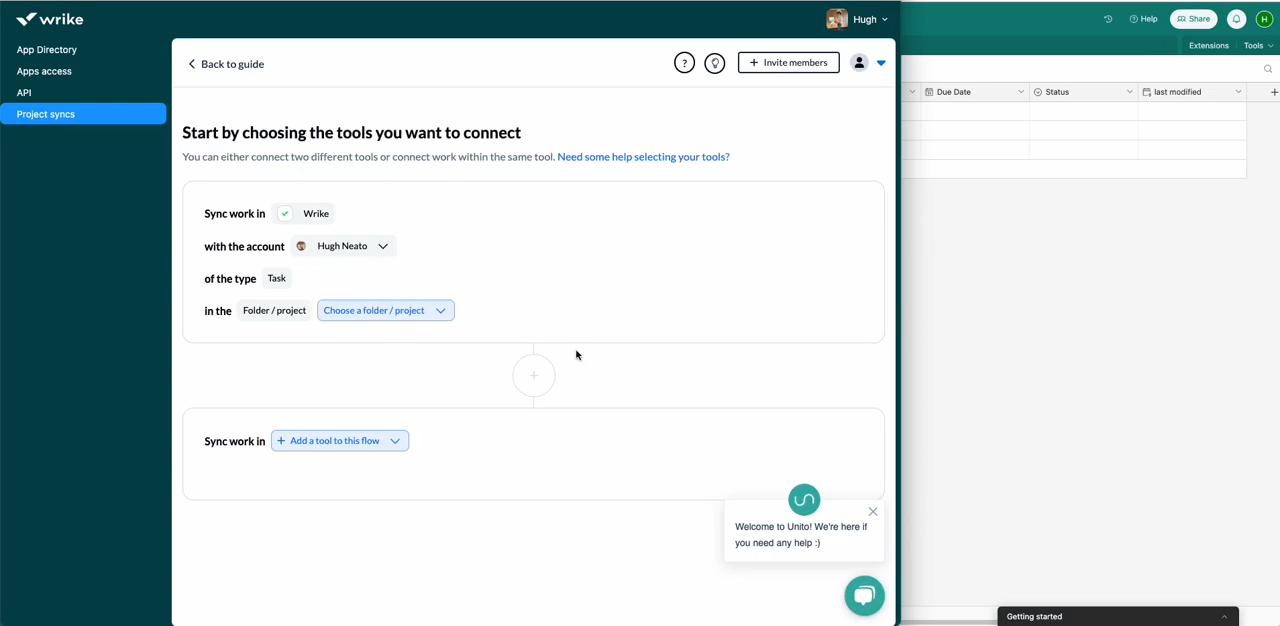 wrike
Hugh
App Directory
Apps access
API
Project syncs
Back to guide
?
+ Invite members
Start by choosing the tools you want to connect
You can either connect two different tools or connect work within the same tool. Need some help selecting your tools?
Sync work in Wrike
with the account Hugh Neato
of the type Task
in the Folder / project Choose a folder / project
+
Sync work in + Add a tool to this flow
Welcome to Unito! We're here if
you need any help :)
? Help
Share
H
Extensions
Tools
Due Date
Status
last modified
+
Getting started